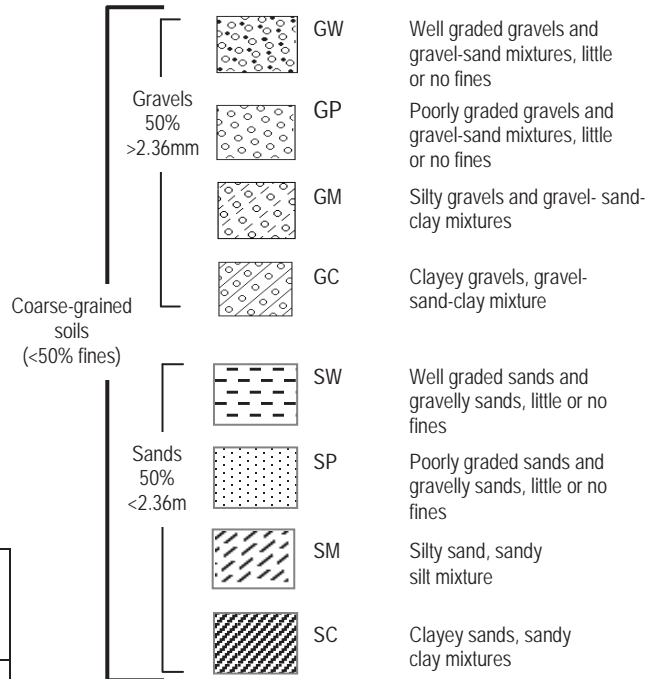 GW Well graded gravels and
gravel-sand mixtures, little
or no fines
Gravels
50%
>2.36mm
GP Poorly graded gravels and
gravel-sand mixtures, little
or no fines
GM Silty gravels and gravel- sand-
clay mixtures
GC Clayey gravels, gravel-
sand-clay mixture
Coarse-grained
soils
(<50% fines)
SW Well graded sands and
gravelly sands, little or no
fines
Sands
50%
<2.36m
SP Poorly graded sands and
gravelly sands, little or no
fines
SM Silty sand, sandy
silt mixture
SC Clayey sands, sandy
clay mixtures